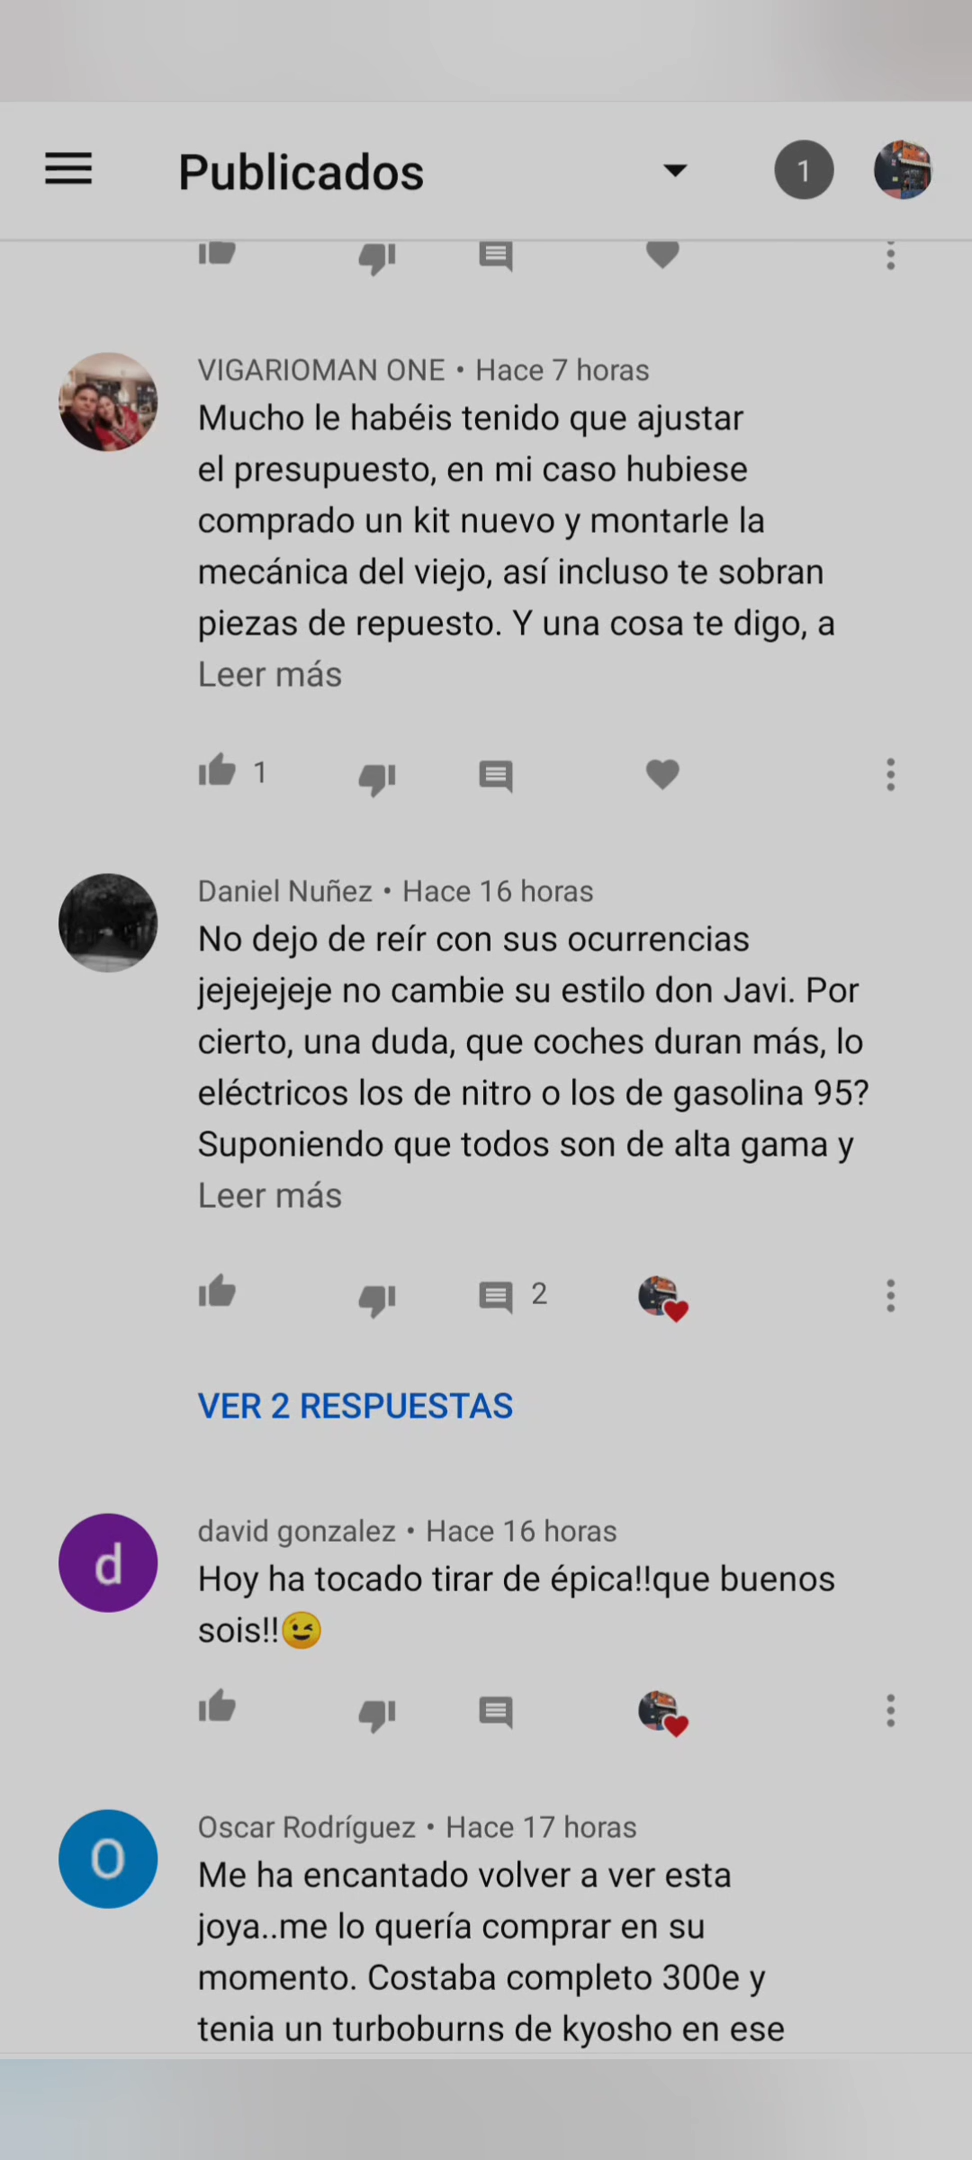 Publicados
1
VIGARIOMAN ONE • Hace 7 horas
Mucho le habéis tenido que ajustar
el presupuesto, en mi caso hubiese
comprado un kit nuevo y montarle la
mecánica del viejo, así incluso te sobran
piezas de repuesto. Y una cosa te digo, a
Leer más
1
Daniel Nuñez • Hace 16 horas
No dejo de reír con sus ocurrencias
jejejejeje no cambie su estilo don Javi. Por
cierto, una duda, que coches duran más, lo
eléctricos los de nitro o los de gasolina 95?
Suponiendo que todos son de alta gama y
Leer más
2
VER 2 RESPUESTAS
d
david gonzalez • Hace 16 horas
Hoy ha tocado tirar de épica!!que buenos
sois!!😉
O
Oscar Rodríguez • Hace 17 horas
Me ha encantado volver a ver esta
joya..me lo quería comprar en su
momento. Costaba completo 300e y
tenia un turboburns de kyosho en ese